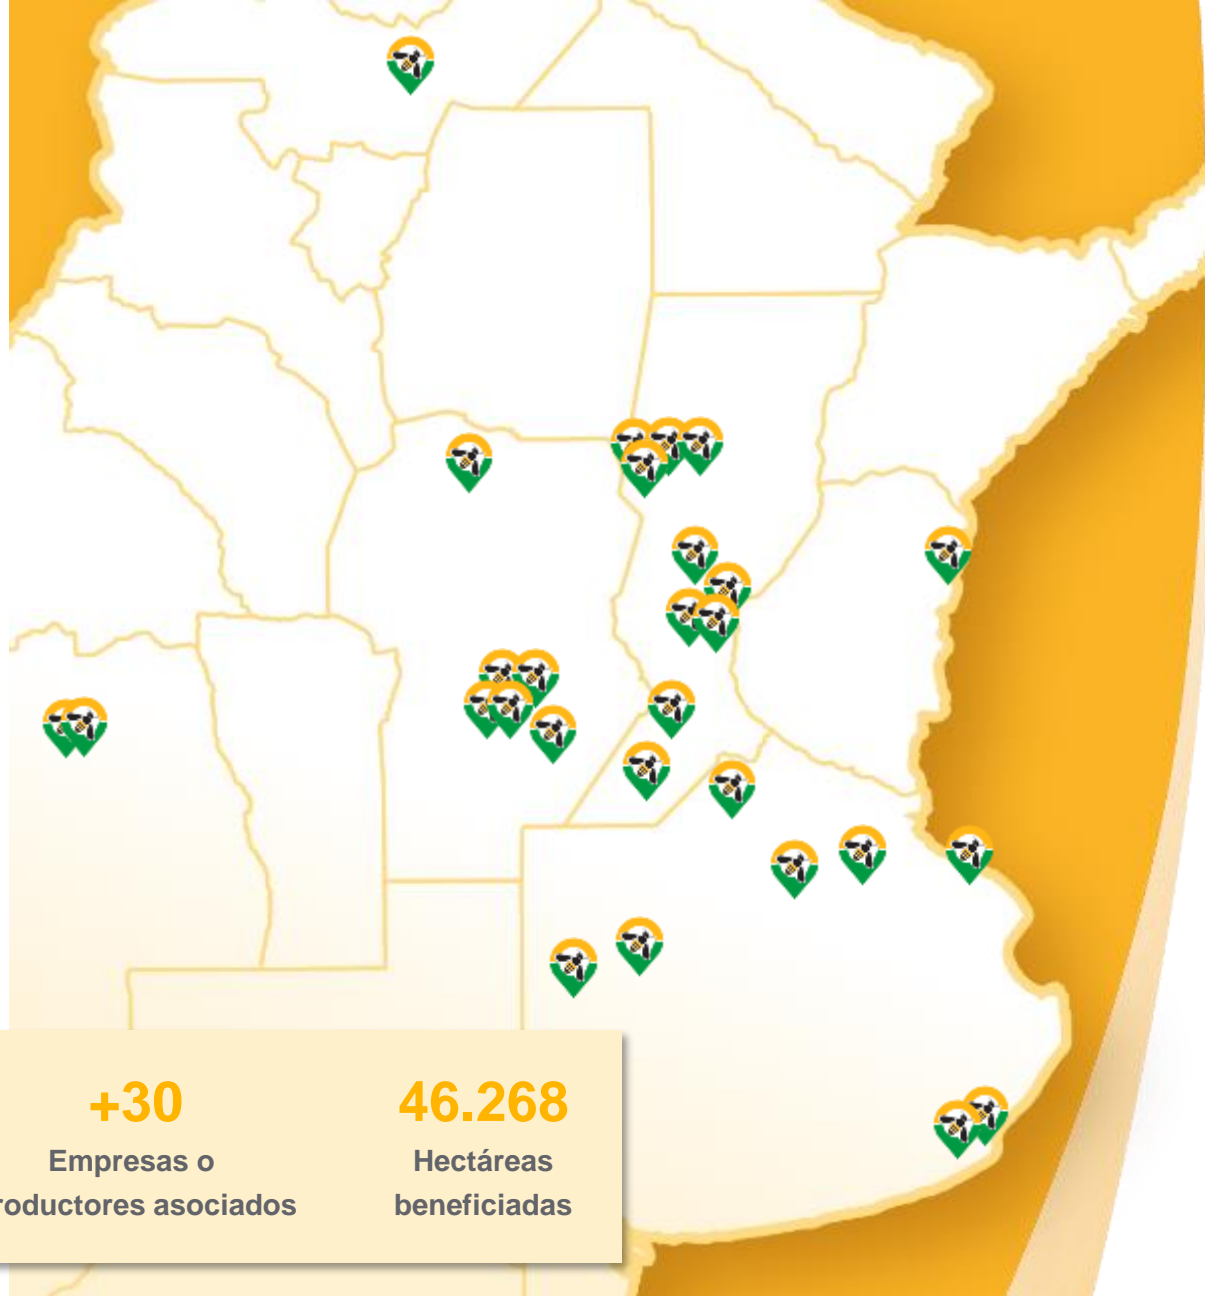 +30
Empresas o
roductores asociados
46.268
Hectáreas
beneficiadas